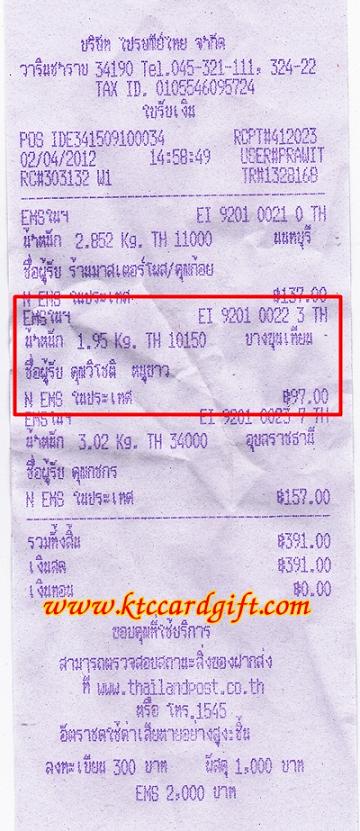 บริษัท ไปรษณีย์ไทย จำกัด
วารินชำราบ 34190 Tel.045-321-111, 324-22
TAX ID. 0105546095724
ใบรับเงิน
POS IDE341509100034 RCPT#412023
02/04/2012 14:58:49 USER#PRAWIT
RC#303132 W1 TR#1328168
EMSในฯ EI 9201 0021 0 TH
น้ำหนัก 2.852 Kg. TH 11000 นนทบุรี
ชื่อผู้รับ ร้านมาสเตอร์โมส/คุณก้อย
N EMS ในประเทศ ฿137.00
EMSในฯ EI 9201 0022 3 TH
น้ำหนัก 1.95 Kg. TH 10150 บางขุนเทียน
ชื่อผู้รับ คุณวิโชติ หนูขาว
N EMS ในประเทศ ฿97.00
EMSในฯ EI 9201 0023 7 TH
น้ำหนัก 3.02 Kg. TH 34000 อุบลราชธานี
ชื่อผู้รับ คุณกชกร
N EMS ในประเทศ ฿157.00
รวมทั้งสิ้น ฿391.00
เงินสด ฿391.00
เงินทอน ฿0.00
www.ktccardgift.com
ขอบคุณที่ใช้บริการ
สามารถตรวจสอบสถานะสิ่งของฝากส่ง
ที่ www.thailandpost.co.th
หรือ โทร.1545
อัตราชดใช้ค่าเสียหายอย่างสูงะชิ้น
ลงทะเบียน 300 บาท พัสดุ 1,000 บาท
EMS 2,000 บาท